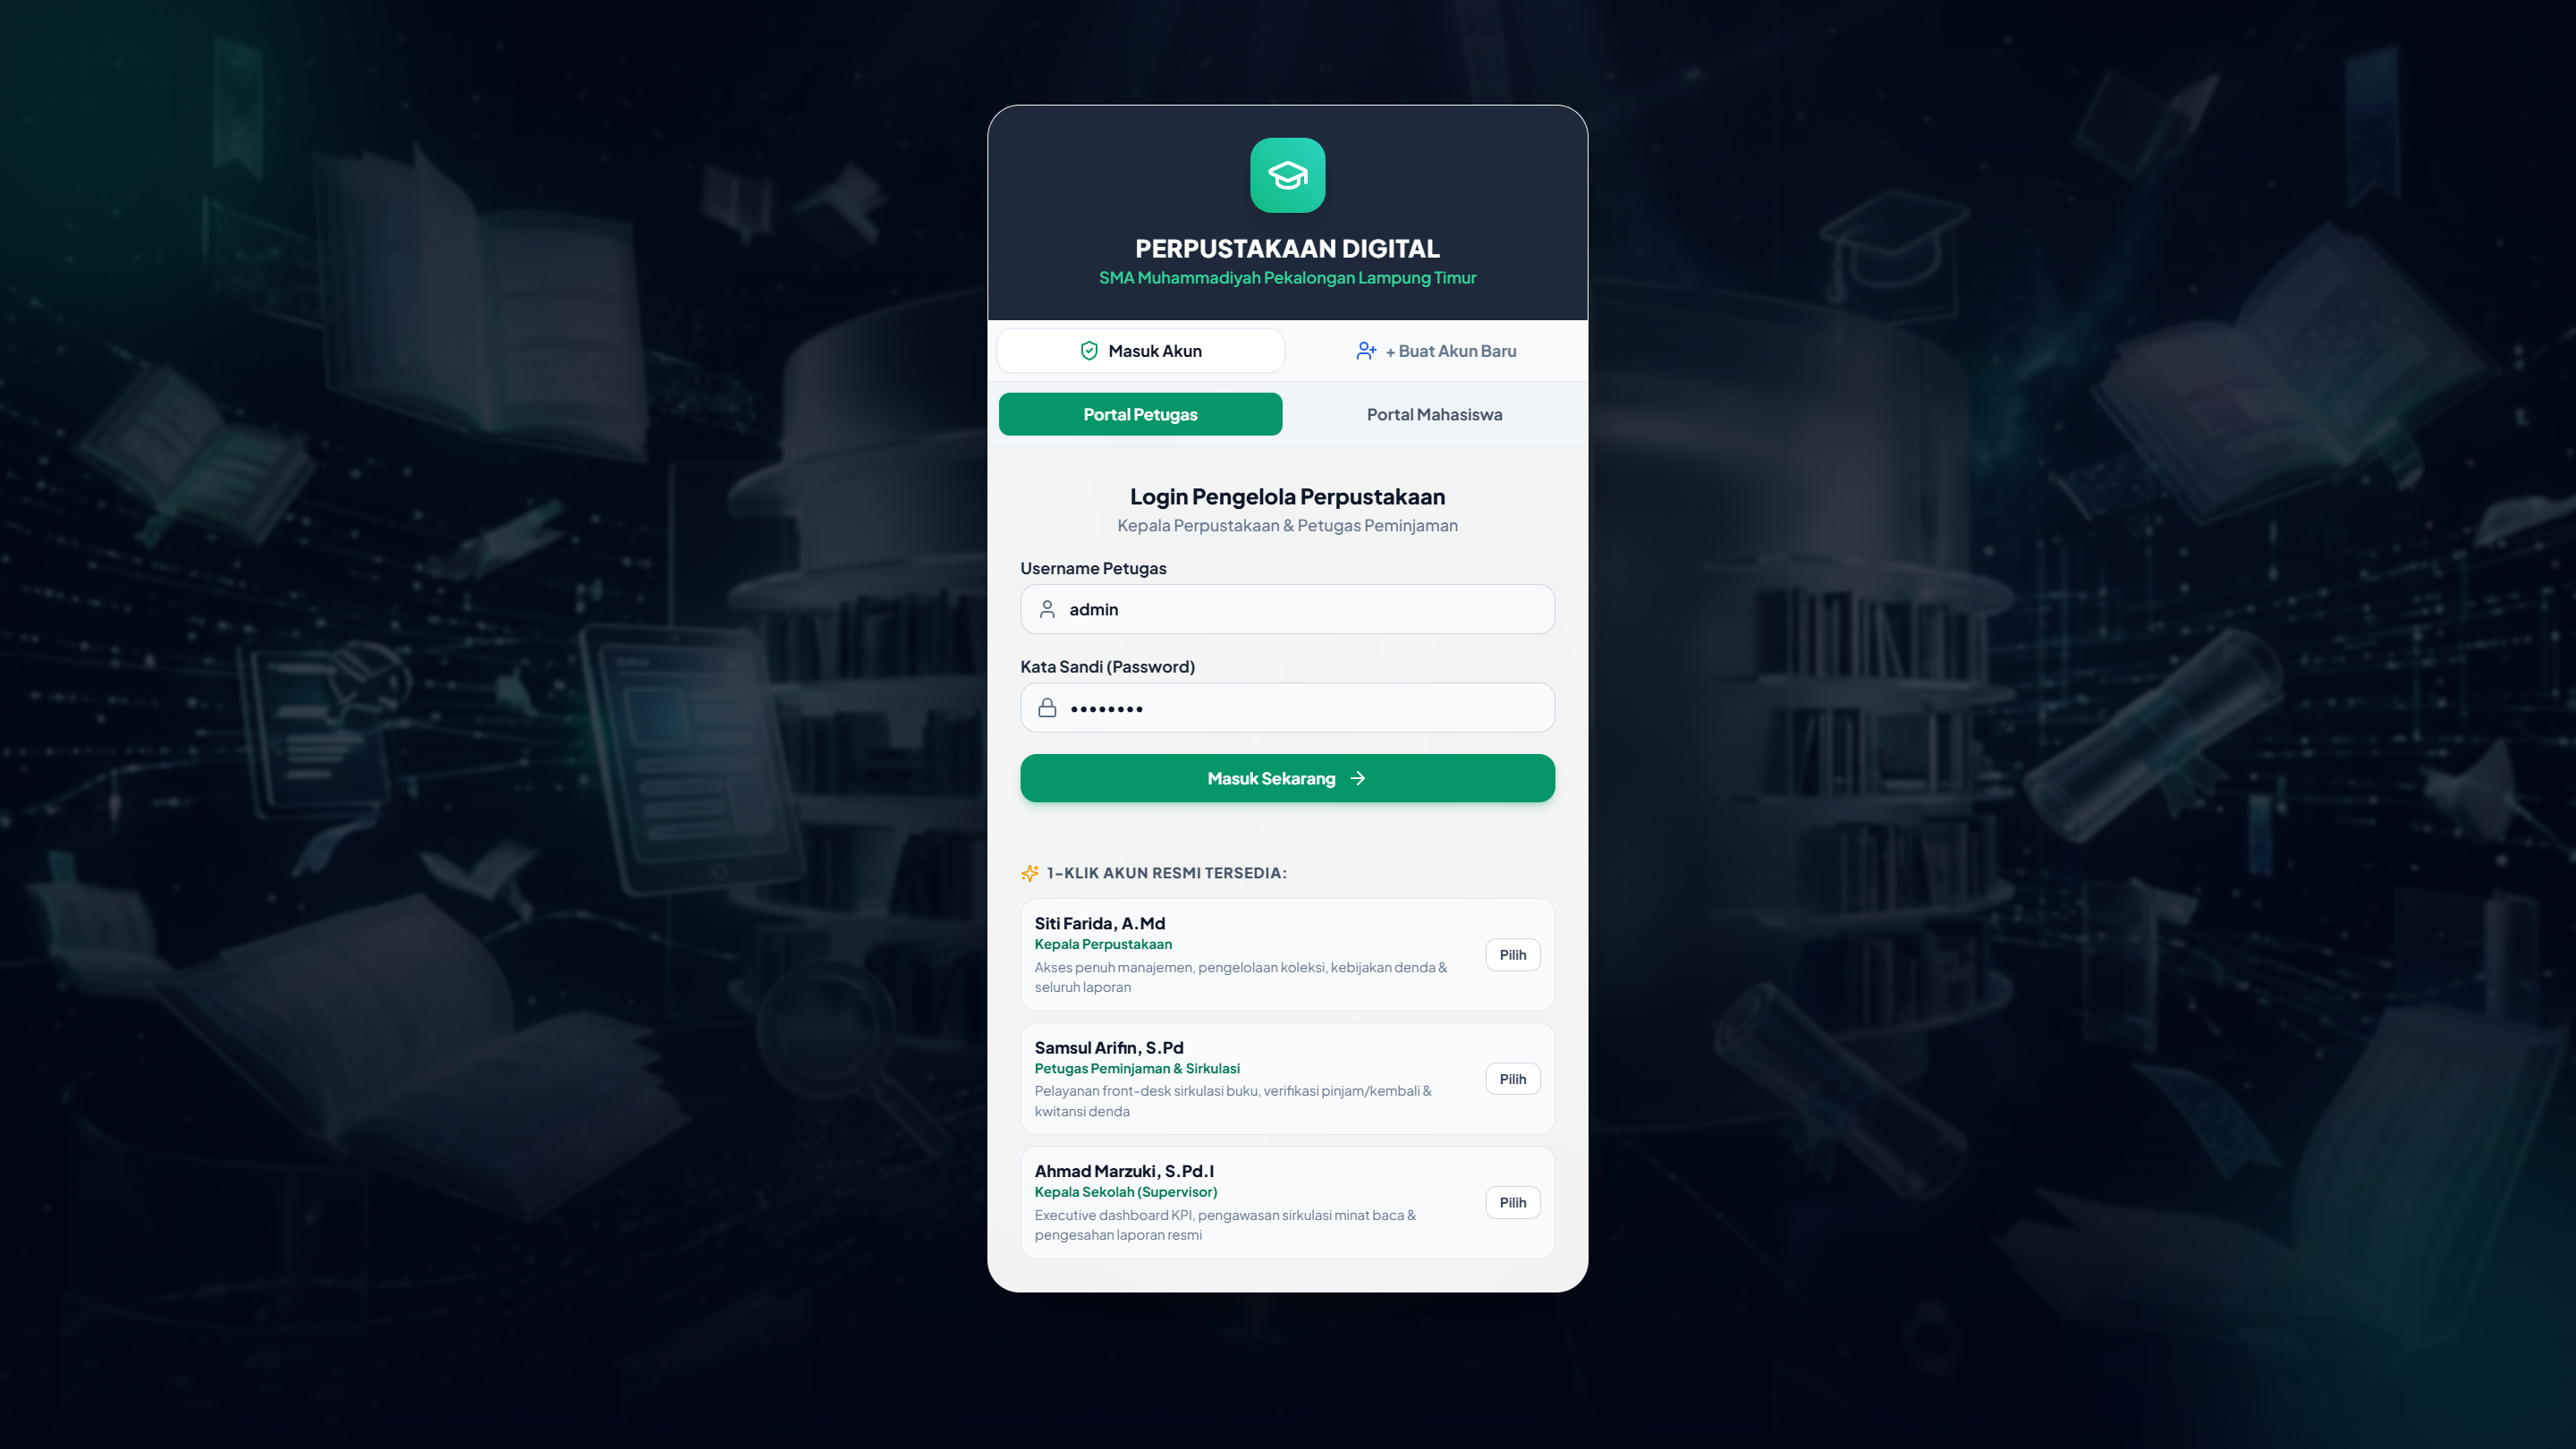 PERPUSTAKAAN DIGITAL
SMA Muhammadiyah Pekalongan Lampung Timur
Masuk Akun
+ Buat Akun Baru
Portal Petugas
Portal Mahasiswa
Login Pengelola Perpustakaan
Kepala Perpustakaan & Petugas Peminjaman
Username Petugas
admin
Kata Sandi (Password)
••••••••
Masuk Sekarang →
1-KLIK AKUN RESMI TERSEDIA:
Siti Farida, A.Md
Kepala Perpustakaan
Akses penuh manajemen, pengelolaan koleksi, kebijakan denda &
seluruh laporan
Pilih
Samsul Arifin, S.Pd
Petugas Peminjaman & Sirkulasi
Pelayanan front-desk sirkulasi buku, verifikasi pinjam/kembali &
kwitansi denda
Pilih
Ahmad Marzuki, S.Pd.I
Kepala Sekolah (Supervisor)
Executive dashboard KPI, pengawasan sirkulasi minat baca &
pengesahan laporan resmi
Pilih